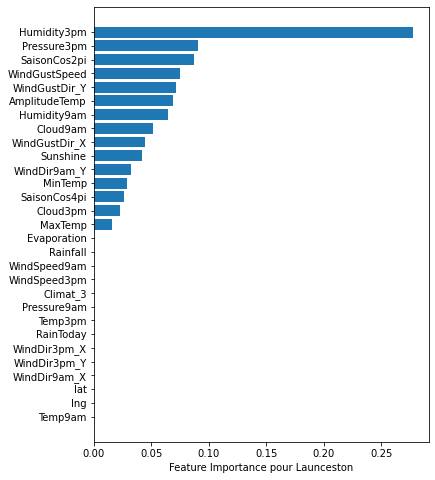 Humidity3pm
Pressure3pm
SaisonCos2pi
WindGustSpeed
WindGustDir_Y
AmplitudeTemp
Humidity9am
Cloud9am
WindGustDir_X
Sunshine
WindDir9am_Y
MinTemp
SaisonCos4pi
Cloud3pm
MaxTemp
Evaporation
Rainfall
WindSpeed9am
WindSpeed3pm
Climat_3
Pressure9am
Temp3pm
RainToday
WindDir3pm_X
WindDir3pm_Y
WindDir9am_X
lat
lng
Temp9am
0.00 0.05 0.10 0.15 0.20 0.25
Feature Importance pour Launceston